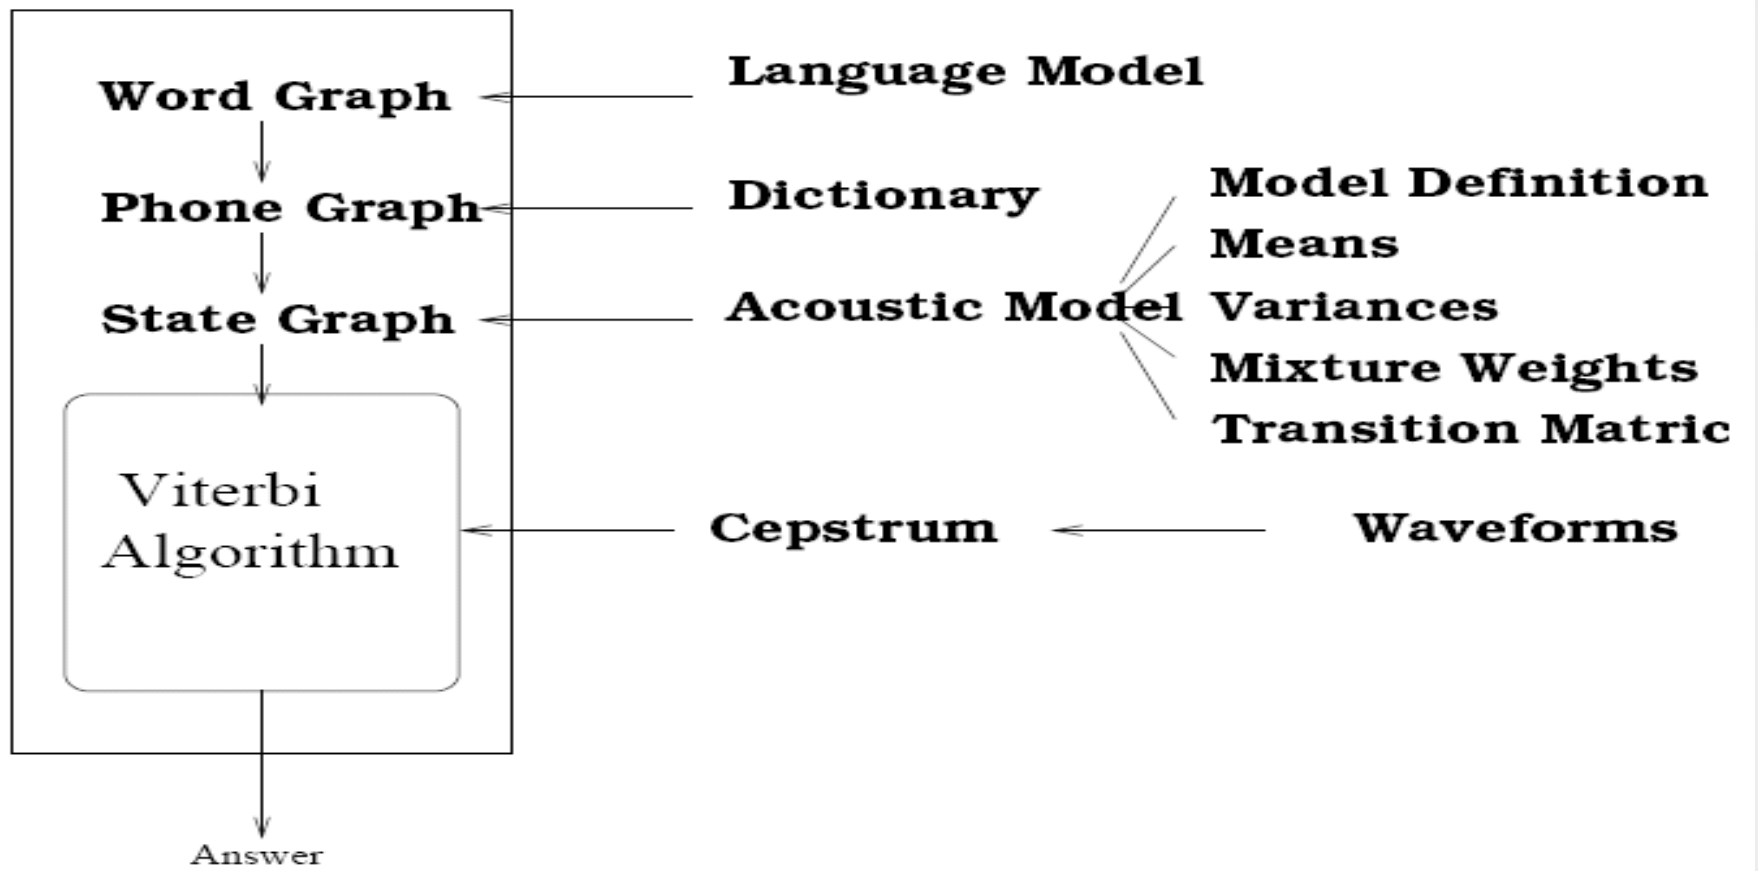 Language Model
Word Graph
Model Definition
Dictionary
Phone Graph
Means
Acoustic Model
Variances
State Graph
Mixture Weights
Transition Matric
Viterbi
Algorithm
Cepstrum
Waveforms
Answer